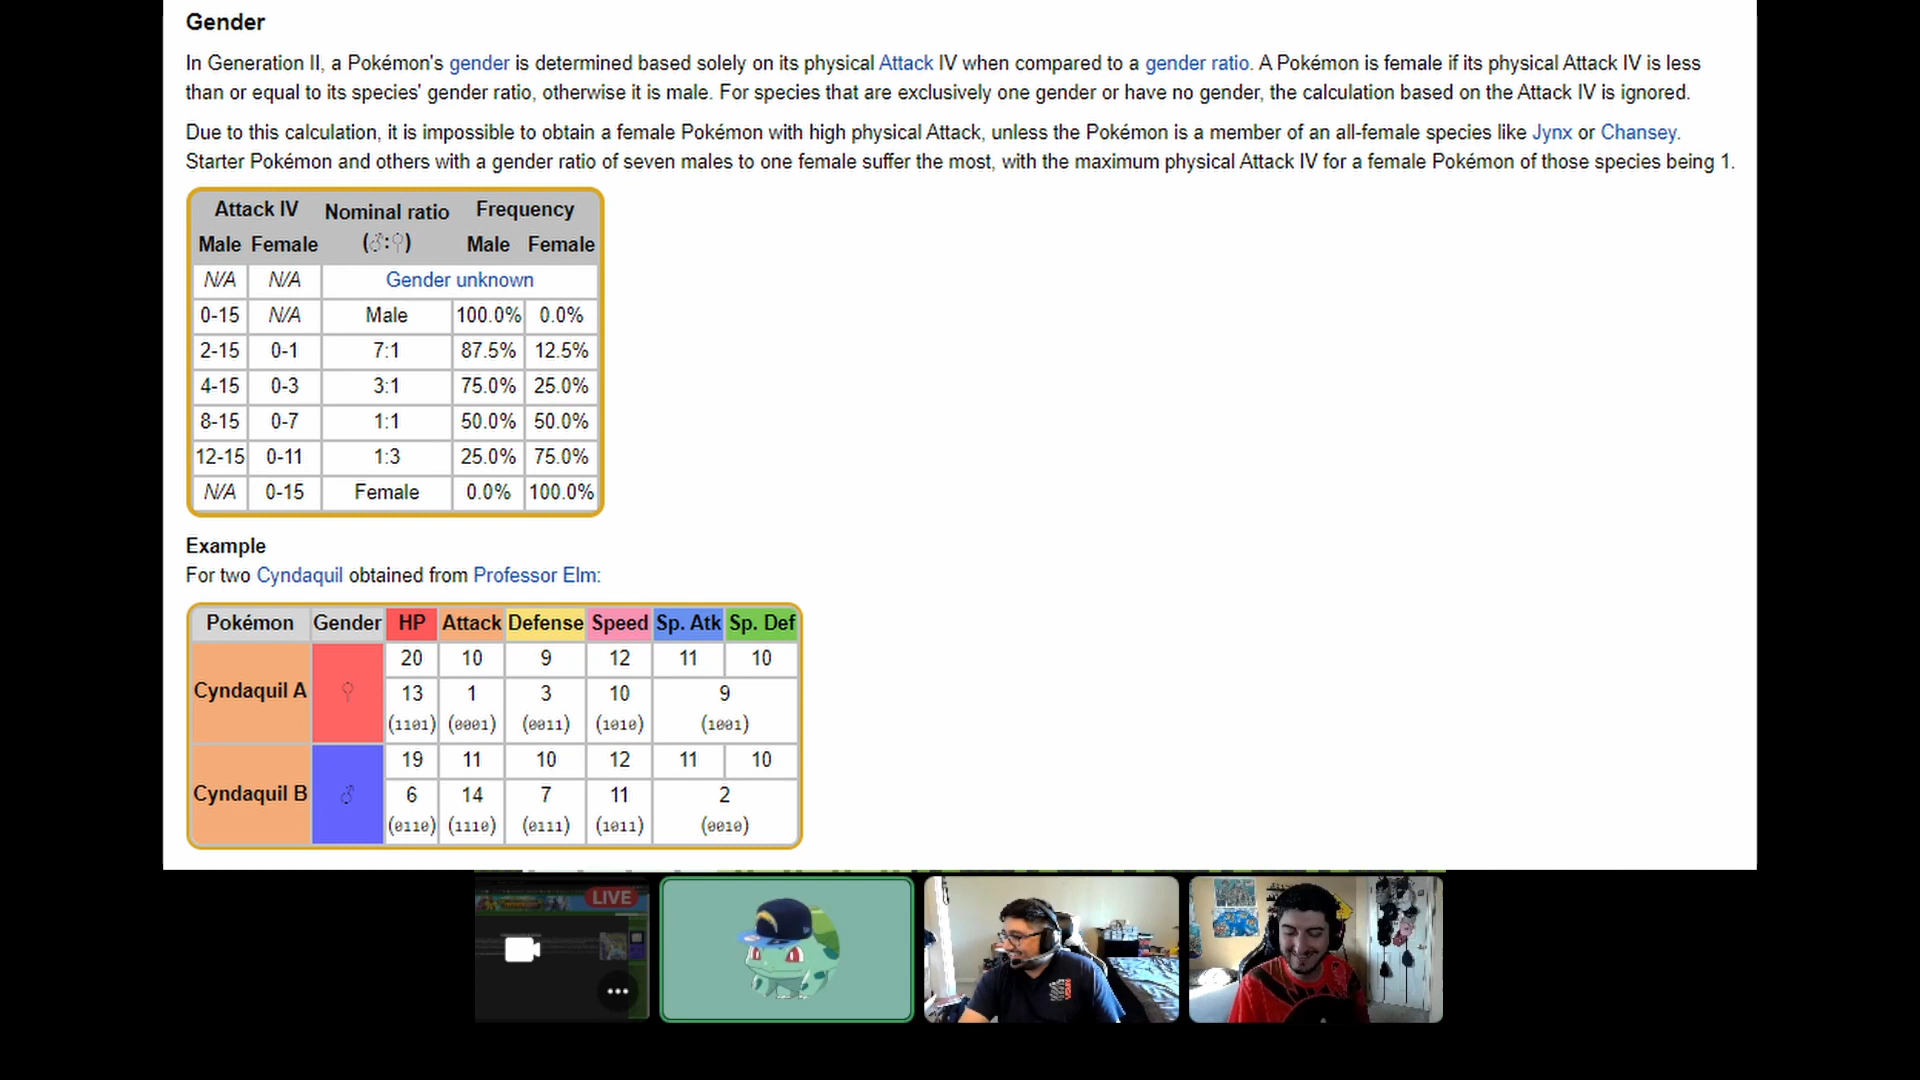 Gender
In Generation II, a Pokémon's gender is determined based solely on its physical Attack IV when compared to a gender ratio. A Pokémon is female if its physical Attack IV is less
than or equal to its species' gender ratio, otherwise it is male. For species that are exclusively one gender or have no gender, the calculation based on the Attack IV is ignored.
Due to this calculation, it is impossible to obtain a female Pokémon with high physical Attack, unless the Pokémon is a member of an all-female species like Jynx or Chansey.
Starter Pokémon and others with a gender ratio of seven males to one female suffer the most, with the maximum physical Attack IV for a female Pokémon of those species being 1.
Attack IV Nominal ratio Frequency
Male Female (♂:♀) Male Female
N/A N/A Gender unknown
0-15 N/A Male 100.0% 0.0%
2-15 0-1 7:1 87.5% 12.5%
4-15 0-3 3:1 75.0% 25.0%
8-15 0-7 1:1 50.0% 50.0%
12-15 0-11 1:3 25.0% 75.0%
N/A 0-15 Female 0.0% 100.0%
Example
For two Cyndaquil obtained from Professor Elm:
Pokémon Gender HP Attack Defense Speed Sp. Atk Sp. Def
Cyndaquil A ♀ 20 10 9 12 11 10
13 1 3 10 9
(1101) (0001) (0011) (1010) (1001)
Cyndaquil B ♂ 19 11 10 12 11 10
6 14 7 11 2
(0110) (1110) (0111) (1011) (0010)
LIVE